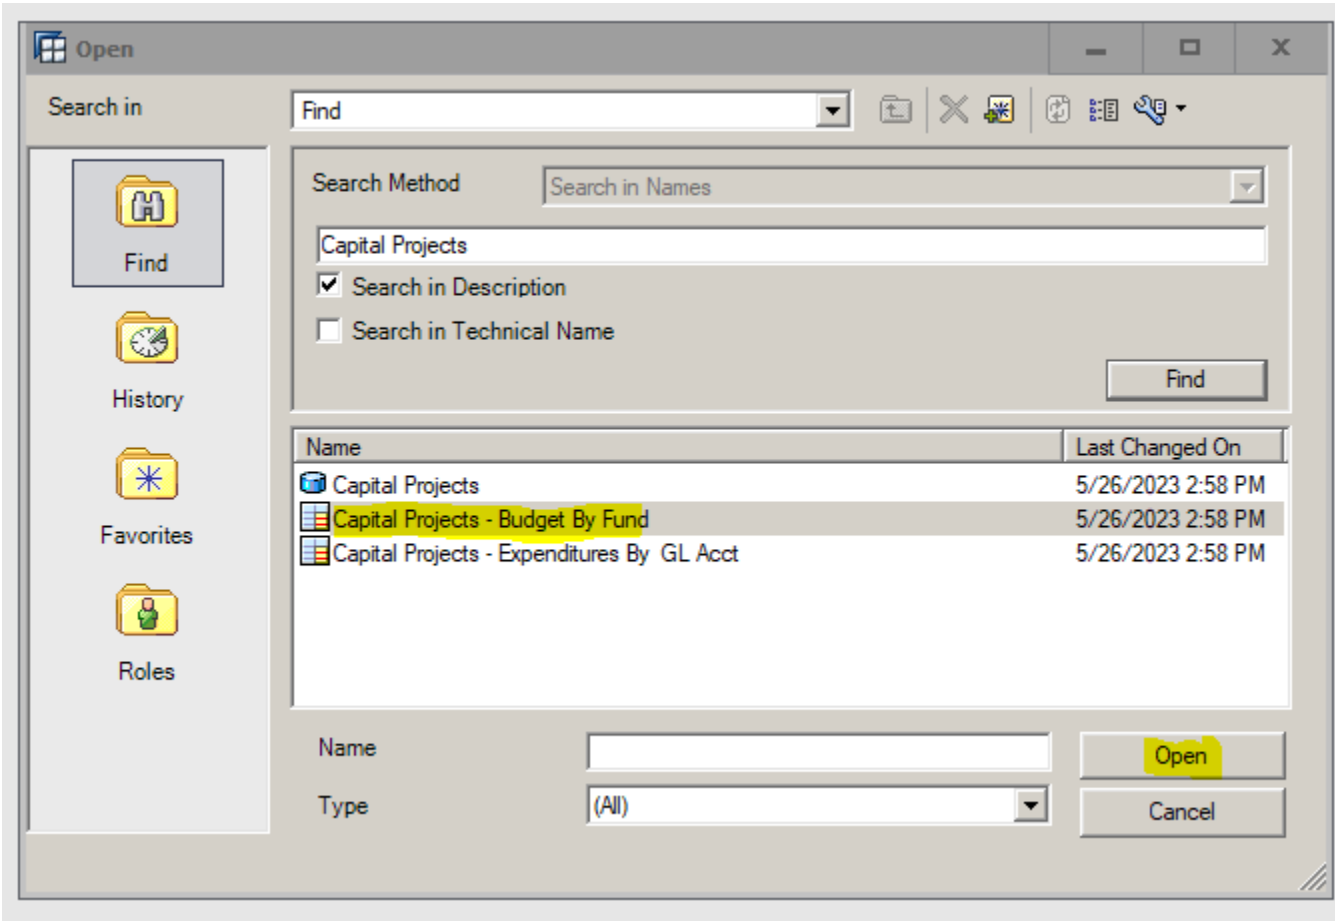 Open
Search in
Find
Search Method
Search in Names
Find
Capital Projects
Search in Description
Search in Technical Name
History
Find
Name Last Changed On
Capital Projects 5/26/2023 2:58 PM
Capital Projects - Budget By Fund 5/26/2023 2:58 PM
Capital Projects - Expenditures By GL Acct 5/26/2023 2:58 PM
Favorites
Roles
Name
Open
Type
(All)
Cancel